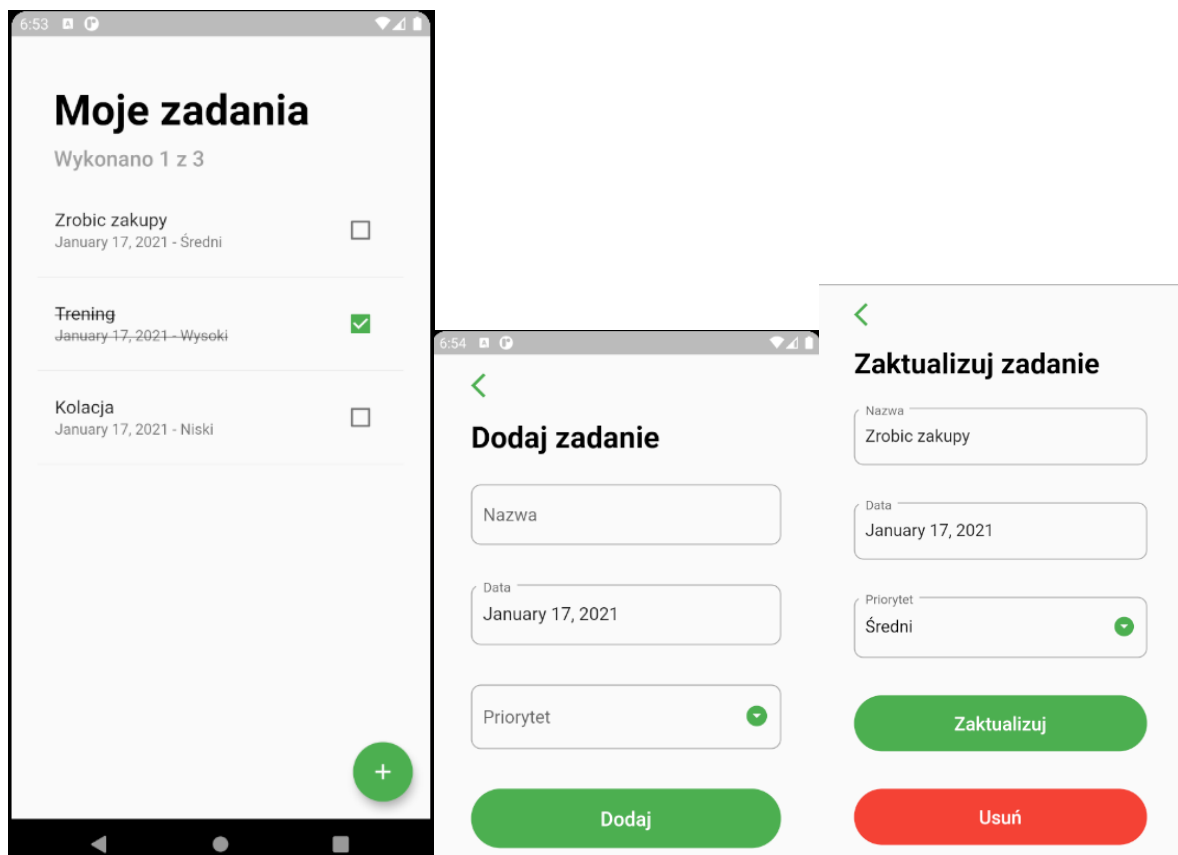 6:53
Moje zadania
Wykonano 1 z 3
Zrobic zakupy
January 17, 2021 - Średni
Trening
January 17, 2021 - Wysoki
Kolacja
January 17, 2021 - Niski
6:54
Dodaj zadanie
Nazwa
Data
January 17, 2021
Priorytet
Dodaj
Zaktualizuj zadanie
Nazwa
Zrobic zakupy
Data
January 17, 2021
Priorytet
Średni
Zaktualizuj
Usuń